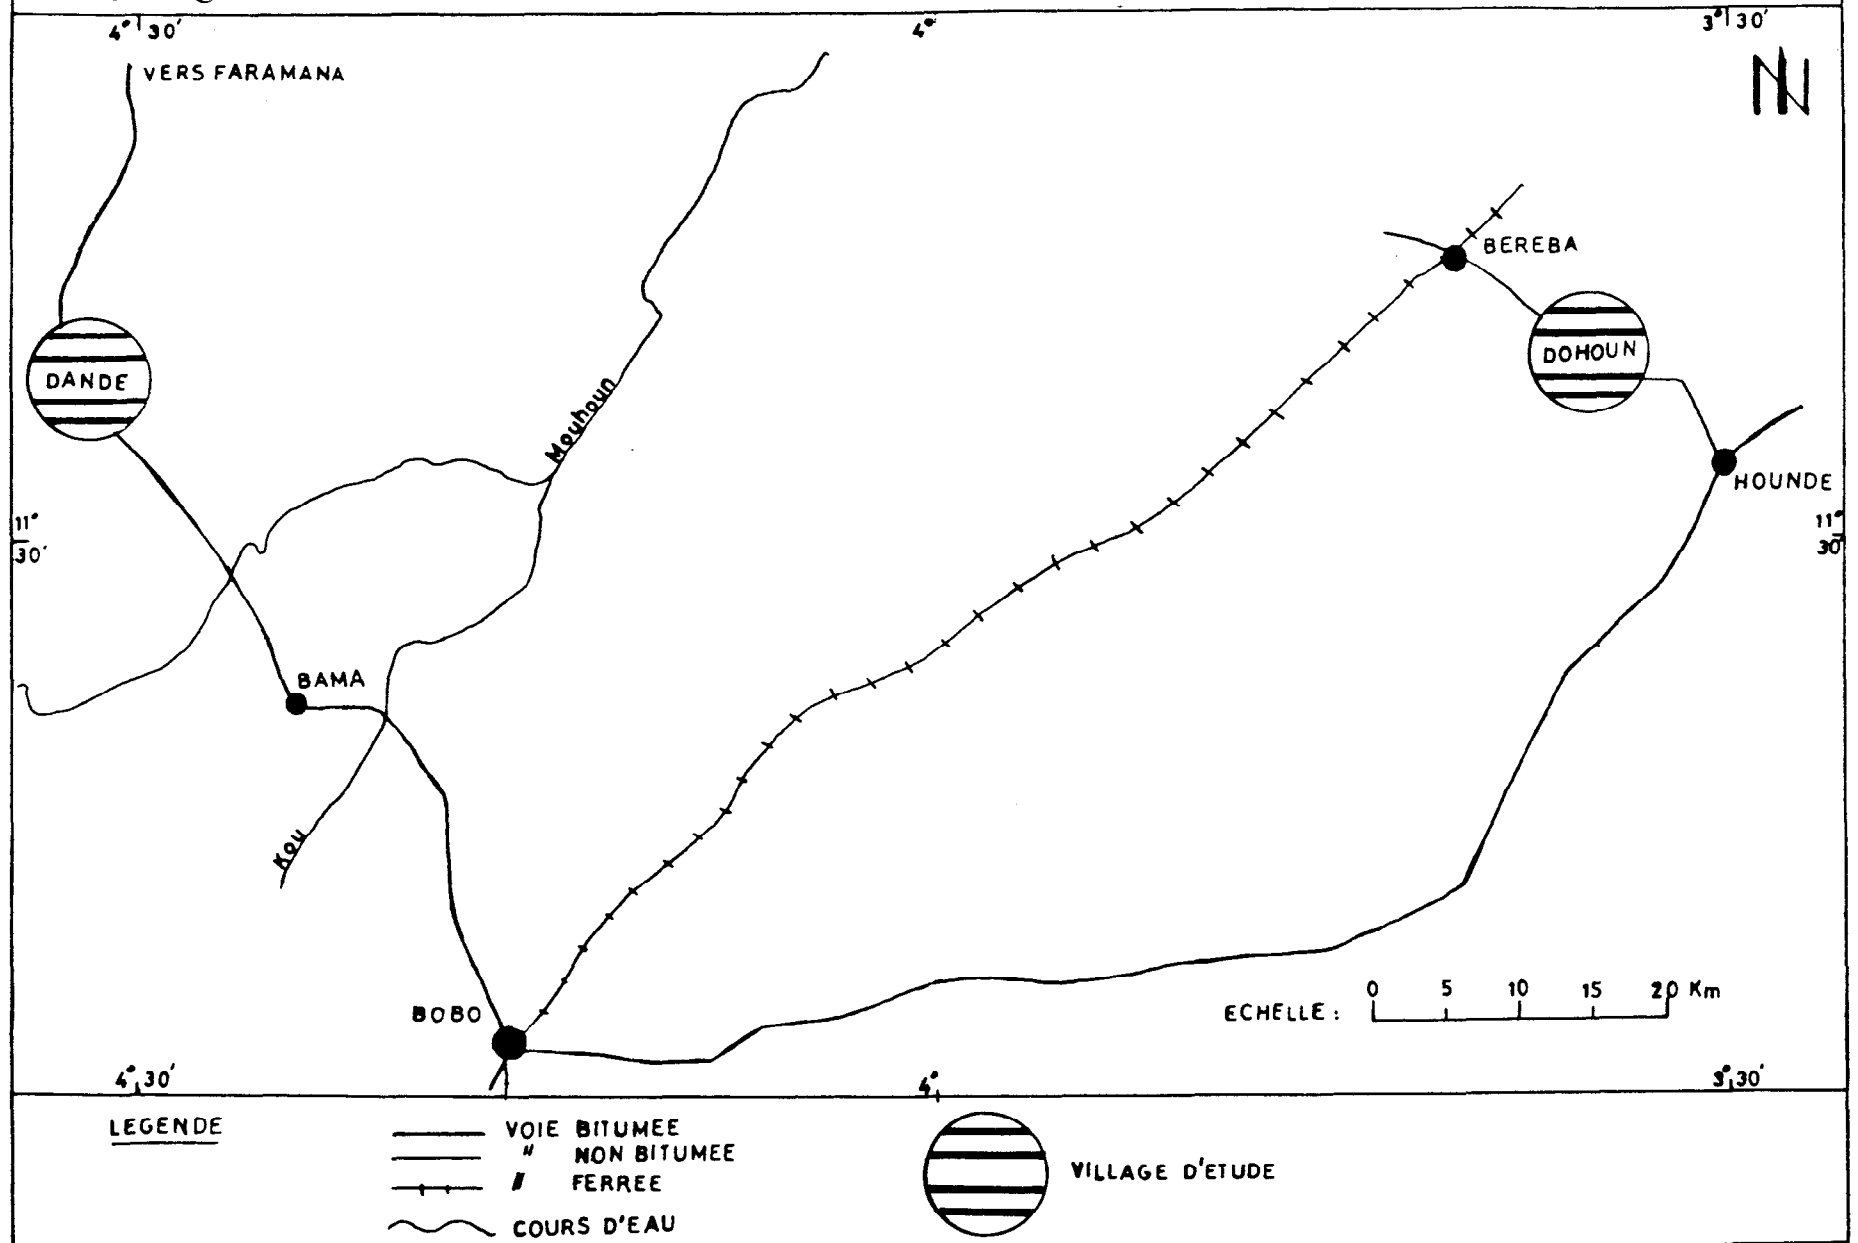 4° 30' 4° 3° 30'
VERS FARAMANA
N
BEREBA
DOHOUN
DANDE
Mouhoun
HOUNDE
11° 30' 11° 30'
BAMA
Kou
BOBO
ECHELLE : 0 5 10 15 20 Km
4° 30' 4° 3° 30'
LEGENDE
VOIE BITUMEE
" NON BITUMEE
" FERREE
COURS D'EAU
VILLAGE D'ETUDE